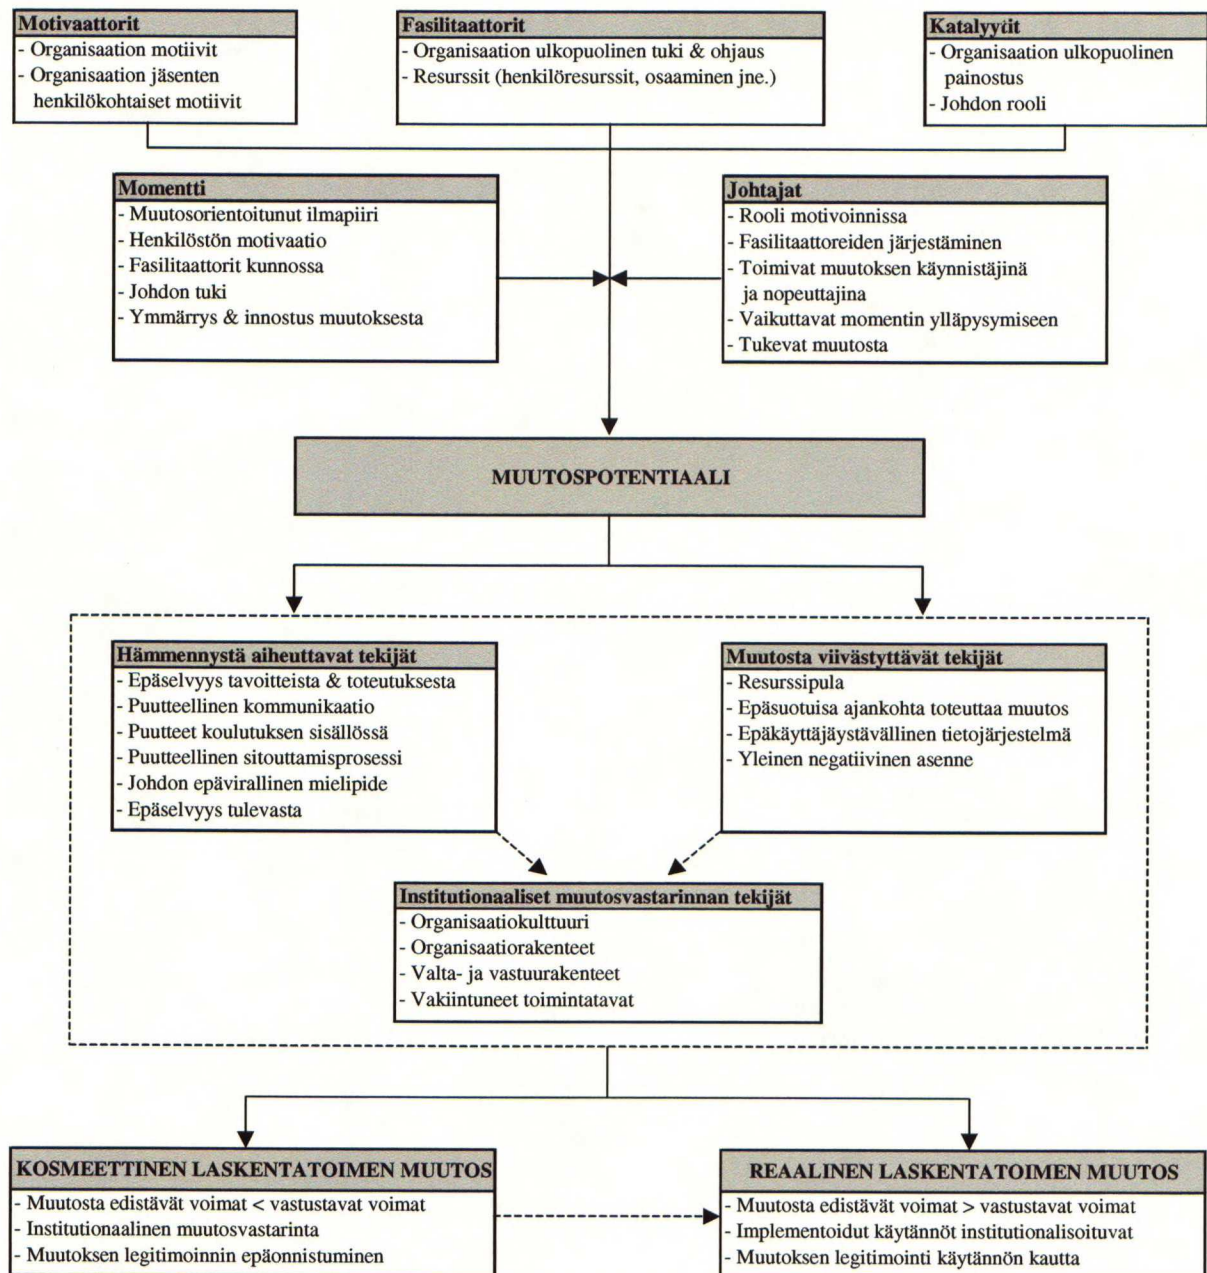 Motivaattorit
- Organisaation motiivit
- Organisaation jäsenten
henkilökohtaiset motiivit
Fasilitaattorit
- Organisaation ulkopuolinen tuki & ohjaus
- Resurssit (henkilöresurssit, osaaminen jne.)
Katalyytit
- Organisaation ulkopuolinen
painostus
- Johdon rooli
Momentti
- Muutosorientoitunut ilmapiiri
- Henkilöstön motivaatio
- Fasilitaattorit kunnossa
- Johdon tuki
- Ymmärrys & innostus muutoksesta
Johtajat
- Rooli motivoinnissa
- Fasilitaattoreiden järjestäminen
- Toimivat muutoksen käynnistäjinä
ja nopeuttajina
- Vaikuttavat momentin ylläpysymiseen
- Tukevat muutosta
MUUTOSPOTENTIAALI
Hämmennystä aiheuttavat tekijät
- Epäselvyys tavoitteista & toteutuksesta
- Puutteellinen kommunikaatio
- Puutteet koulutuksen sisällössä
- Puutteellinen sitouttamisprosessi
- Johdon epävirallinen mielipide
- Epäselvyys tulevasta
Muutosta viivästyttävät tekijät
- Resurssipula
- Epäsuotuisa ajankohta toteuttaa muutos
- Epäkäyttäjäystävällinen tietojärjestelmä
- Yleinen negatiivinen asenne
Institutionaaliset muutosvastarinnan tekijät
- Organisaatiokulttuuri
- Organisaatiorakenteet
- Valta- ja vastuurakenteet
- Vakiintuneet toimintatavat
KOSMEETTINEN LASKENTATOIMEN MUUTOS
- Muutosta edistävät voimat < vastustavat voimat
- Institutionaalinen muutosvastarinta
- Muutoksen legitimoinnin epäonnistuminen
REAALINEN LASKENTATOIMEN MUUTOS
- Muutosta edistävät voimat > vastustavat voimat
- Implementoidut käytännöt institutionalisoituvat
- Muutoksen legitimointi käytännön kautta